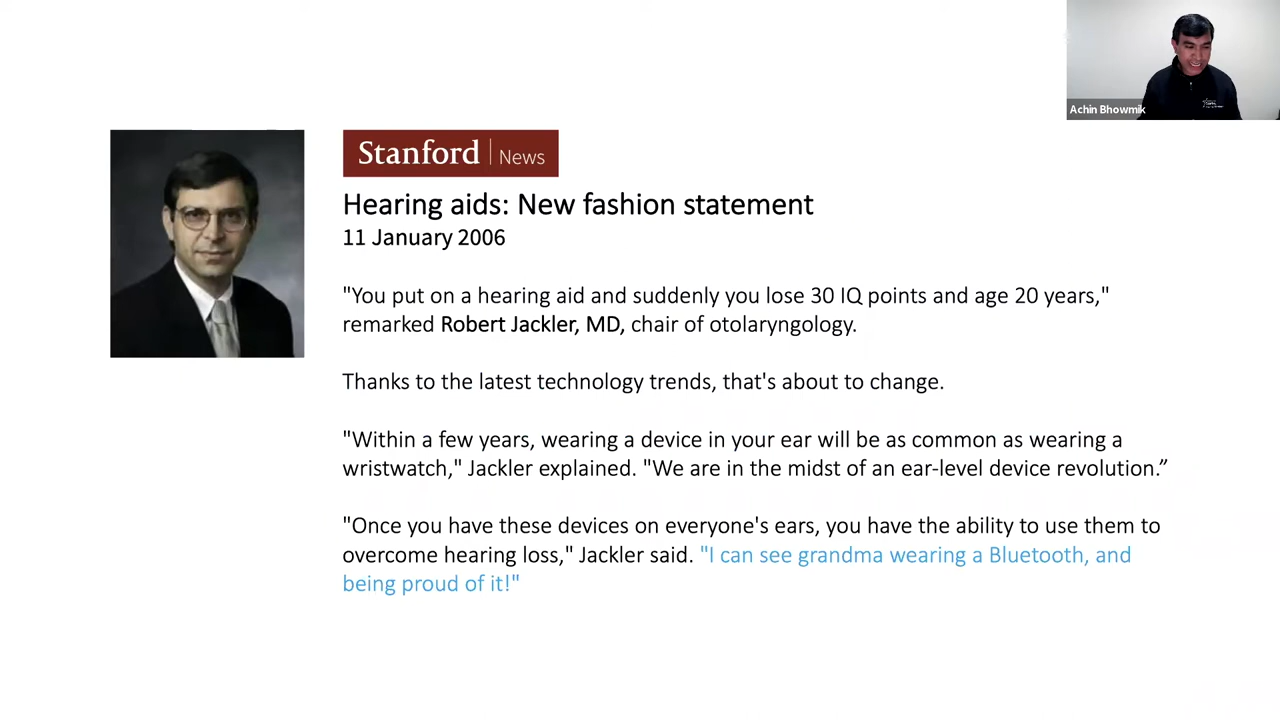 Achin Bhowmik
Stanford | News
Hearing aids: New fashion statement
11 January 2006
"You put on a hearing aid and suddenly you lose 30 IQ points and age 20 years,"
remarked Robert Jackler, MD, chair of otolaryngology.
Thanks to the latest technology trends, that's about to change.
"Within a few years, wearing a device in your ear will be as common as wearing a
wristwatch," Jackler explained. "We are in the midst of an ear-level device revolution.”
"Once you have these devices on everyone's ears, you have the ability to use them to
overcome hearing loss," Jackler said. "I can see grandma wearing a Bluetooth, and
being proud of it!"